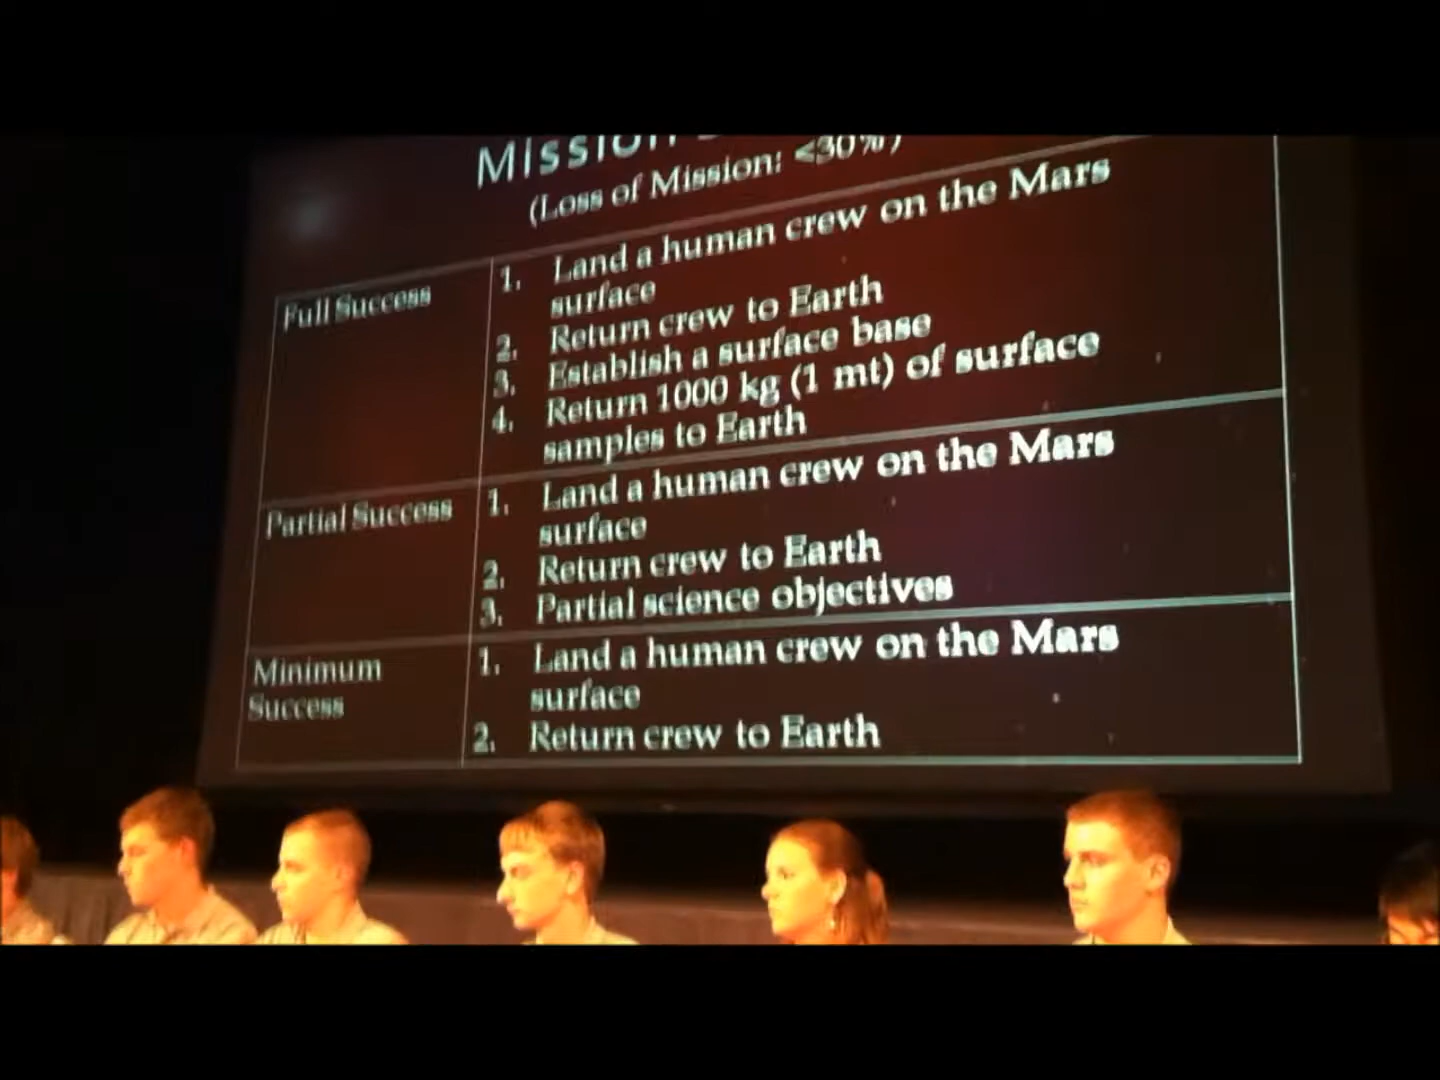 Mission
(Loss of Mission: <30%)
Full Success
1. Land a human crew on the Mars
surface
2. Return crew to Earth
3. Establish a surface base
4. Return 1000 kg (1 mt) of surface
samples to Earth
Partial Success
1. Land a human crew on the Mars
surface
2. Return crew to Earth
3. Partial science objectives
Minimum
Success
1. Land a human crew on the Mars
surface
2. Return crew to Earth